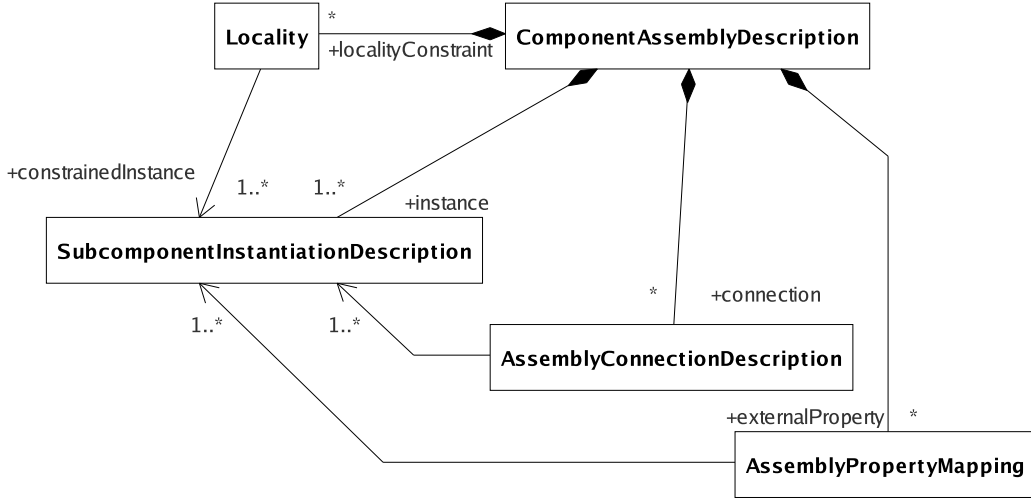 *
Locality
ComponentAssemblyDescription
+localityConstraint
+constrainedInstance
1..*
1..*
+instance
SubcomponentInstantiationDescription
*
+connection
1..*
1..*
AssemblyConnectionDescription
+externalProperty
*
AssemblyPropertyMapping